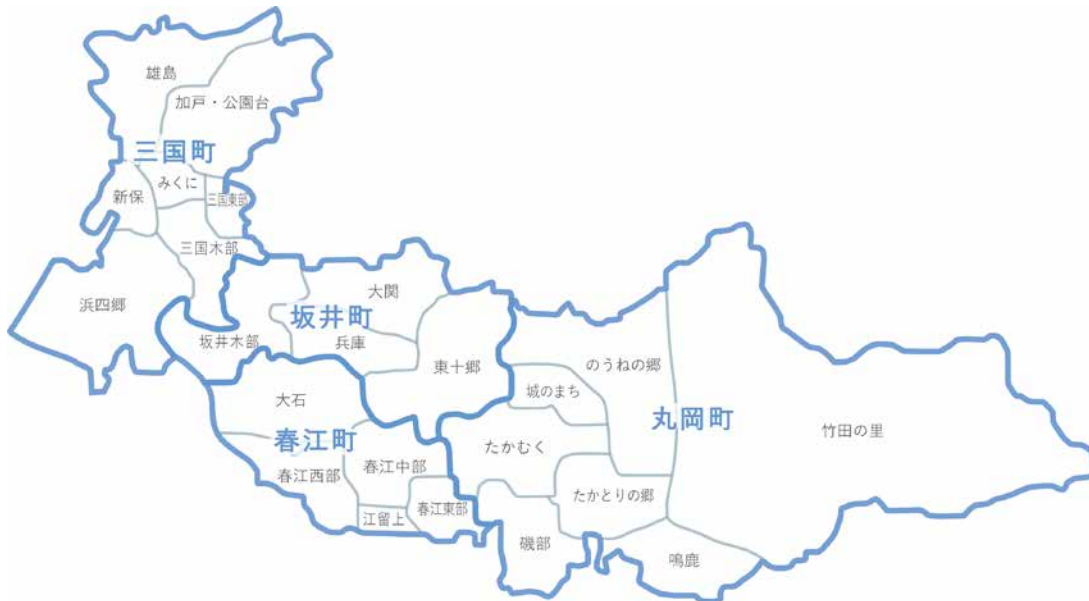 雄島
加戸・公園台
三国町
みくに
新保
三国東部
三国木部
浜四郷
大関
坂井町
坂井木部
兵庫
東十郷
のうねの郷
城のまち
大石
丸岡町
春江町
たかむく
竹田の里
春江西部
春江中部
たかとりの郷
江留上
春江東部
磯部
鳴鹿